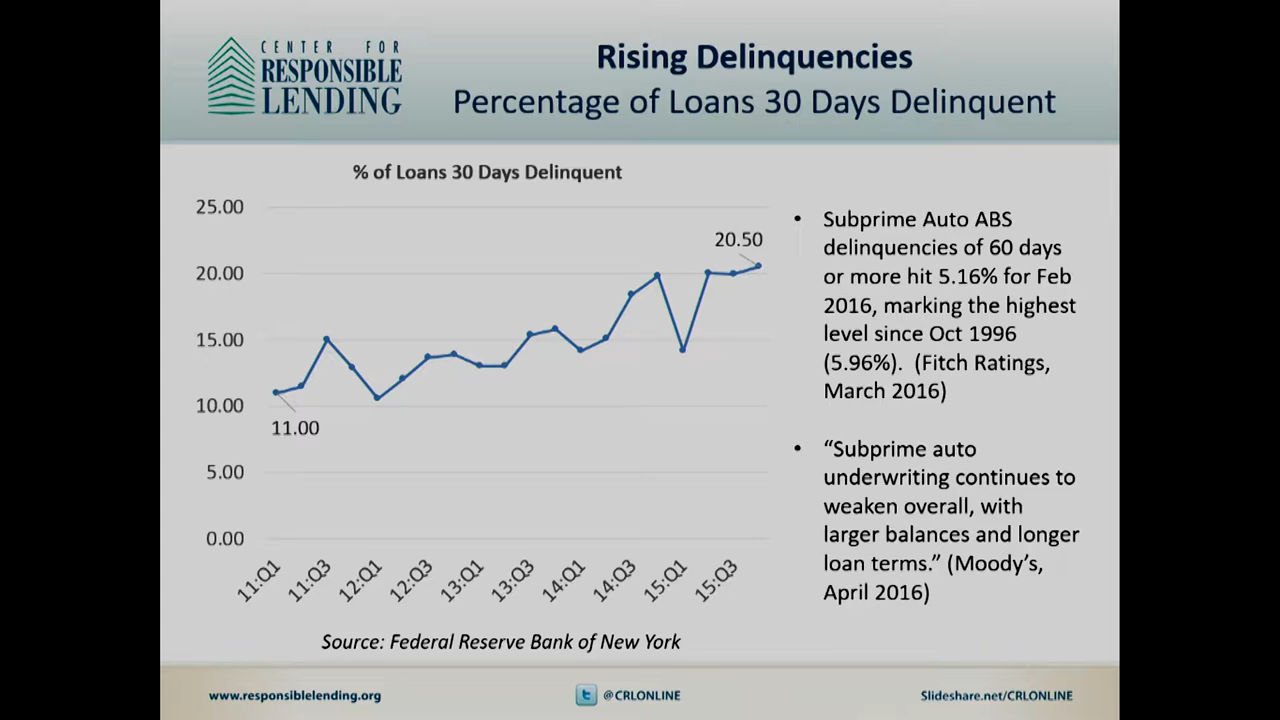 CENTER FOR
RESPONSIBLE
LENDING
Rising Delinquencies
Percentage of Loans 30 Days Delinquent
% of Loans 30 Days Delinquent
25.00
20.00
15.00
10.00
5.00
0.00
20.50
11.00
11:Q1
11:Q3
12:Q1
12:Q3
13:Q1
13:Q3
14:Q1
14:Q3
15:Q1
15:Q3
Source: Federal Reserve Bank of New York
• Subprime Auto ABS
delinquencies of 60 days
or more hit 5.16% for Feb
2016, marking the highest
level since Oct 1996
(5.96%). (Fitch Ratings,
March 2016)
• “Subprime auto
underwriting continues to
weaken overall, with
larger balances and longer
loan terms.” (Moody’s,
April 2016)
www.responsiblelending.org
@CRLONLINE
Slideshare.net/CRLONLINE